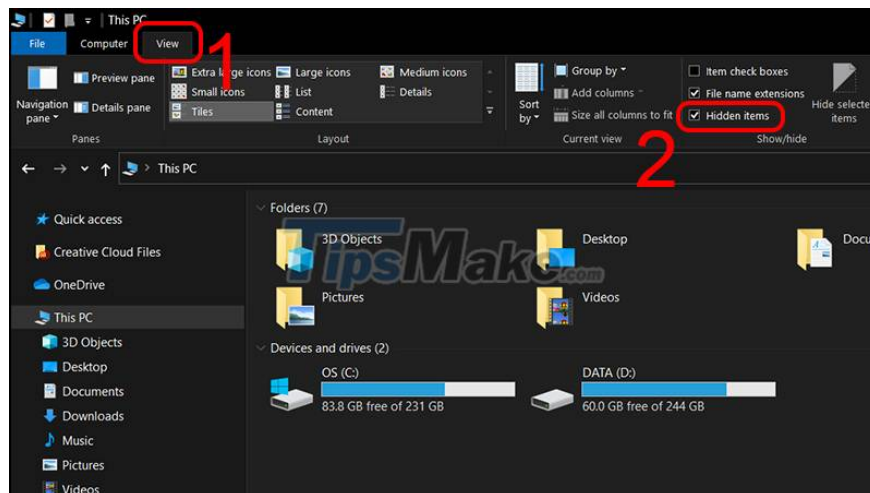 This PC
File Computer View 1
Preview pane
Details pane
Navigation pane
Panes
Extra large icons Large icons Medium icons
Small icons List Details
Tiles Content
Layout
Sort by
Group by
Add columns
Size all columns to fit
Current view
Item check boxes
File name extensions
Hidden items
2
Hide selecte
items
Show/hide
This PC
Quick access
Creative Cloud Files
OneDrive
This PC
3D Objects
Desktop
Documents
Downloads
Music
Pictures
Videos
Folders (7)
3D Objects Desktop Docu
TipsMake.com
Pictures Videos
Devices and drives (2)
OS (C:) DATA (D:)
83.8 GB free of 231 GB 60.0 GB free of 244 GB